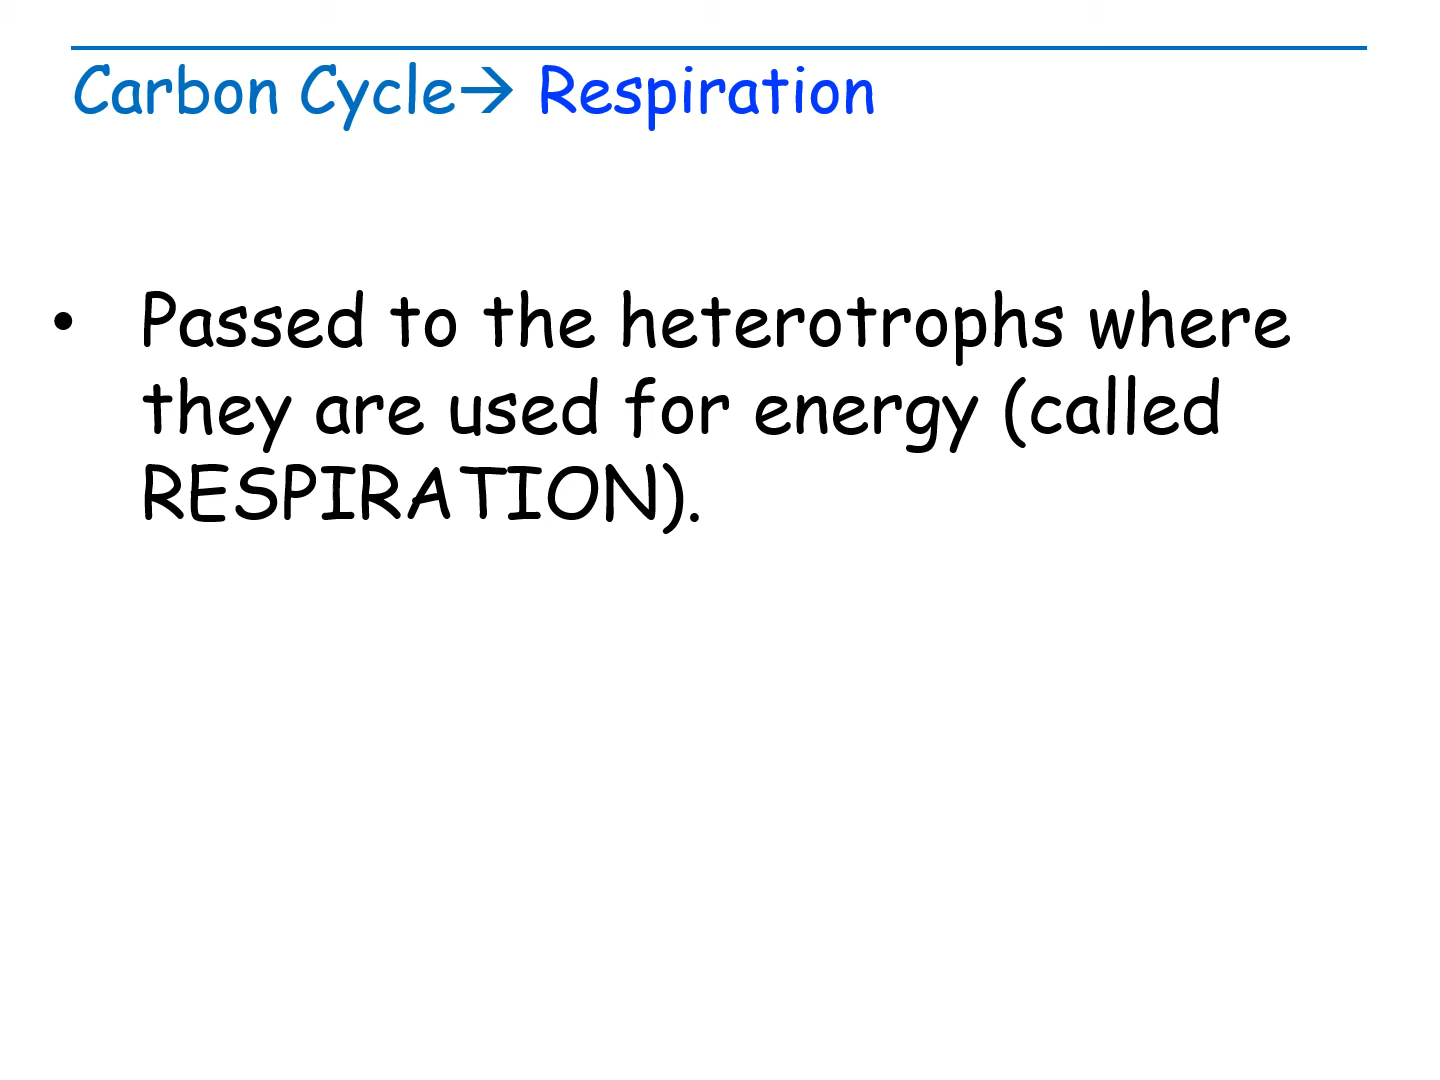 Carbon Cycle→ Respiration
• Passed to the heterotrophs where
they are used for energy (called
RESPIRATION).